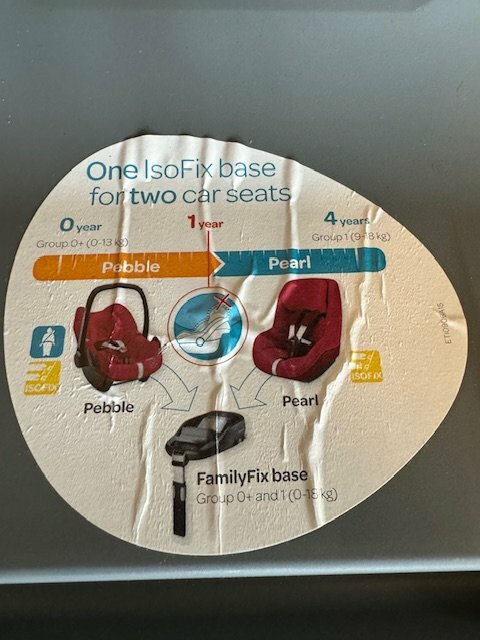 One IsoFix base
for two car seats
0 year
1 year
4 years
Group 0+ (0-13 kg)
Group 1 (9-18 kg)
Pebble
Pearl
ISOFIX
ISOFIX
Pebble
Pearl
FamilyFix base
Group 0+ and 1 (0-18 kg)